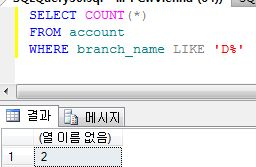 SELECT COUNT(*)
FROM account
WHERE branch_name LIKE 'D%'
결과 메시지
(열 이름 없음)
1 2